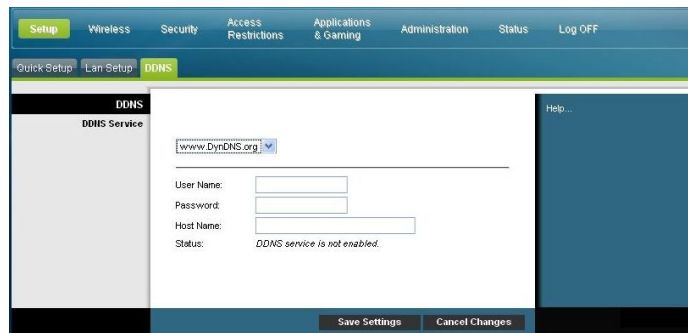 Setup Wireless Security Access Restrictions Applications & Gaming Administration Status Log OFF
Quick Setup Lan Setup DDNS
DDNS
Help...
DDNS Service
www.DynDNS.org
User Name:
Password:
Host Name:
Status: DDNS service is not enabled.
Save Settings Cancel Changes